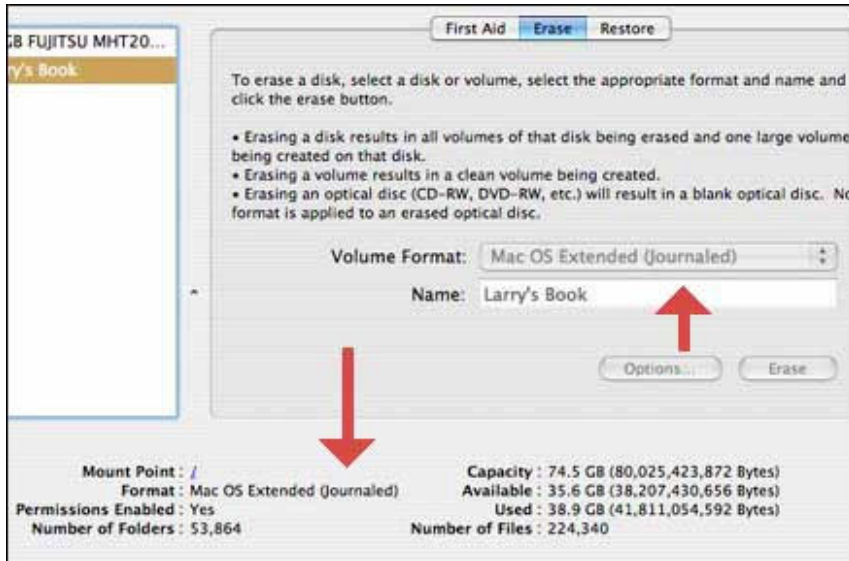 First Aid Erase Restore
GB FUJITSU MHT20...
ry's Book
To erase a disk, select a disk or volume, select the appropriate format and name and
click the erase button.
• Erasing a disk results in all volumes of that disk being erased and one large volume
being created on that disk.
• Erasing a volume results in a clean volume being created.
• Erasing an optical disc (CD-RW, DVD-RW, etc.) will result in a blank optical disc. No
format is applied to an erased optical disc.
Volume Format: Mac OS Extended (Journaled)
Name: Larry's Book
Options... Erase
Mount Point : /
Format : Mac OS Extended (Journaled)
Permissions Enabled : Yes
Number of Folders : 53,864
Capacity : 74.5 GB (80,025,423,872 Bytes)
Available : 35.6 GB (38,207,430,656 Bytes)
Used : 38.9 GB (41,811,054,592 Bytes)
Number of Files : 224,340